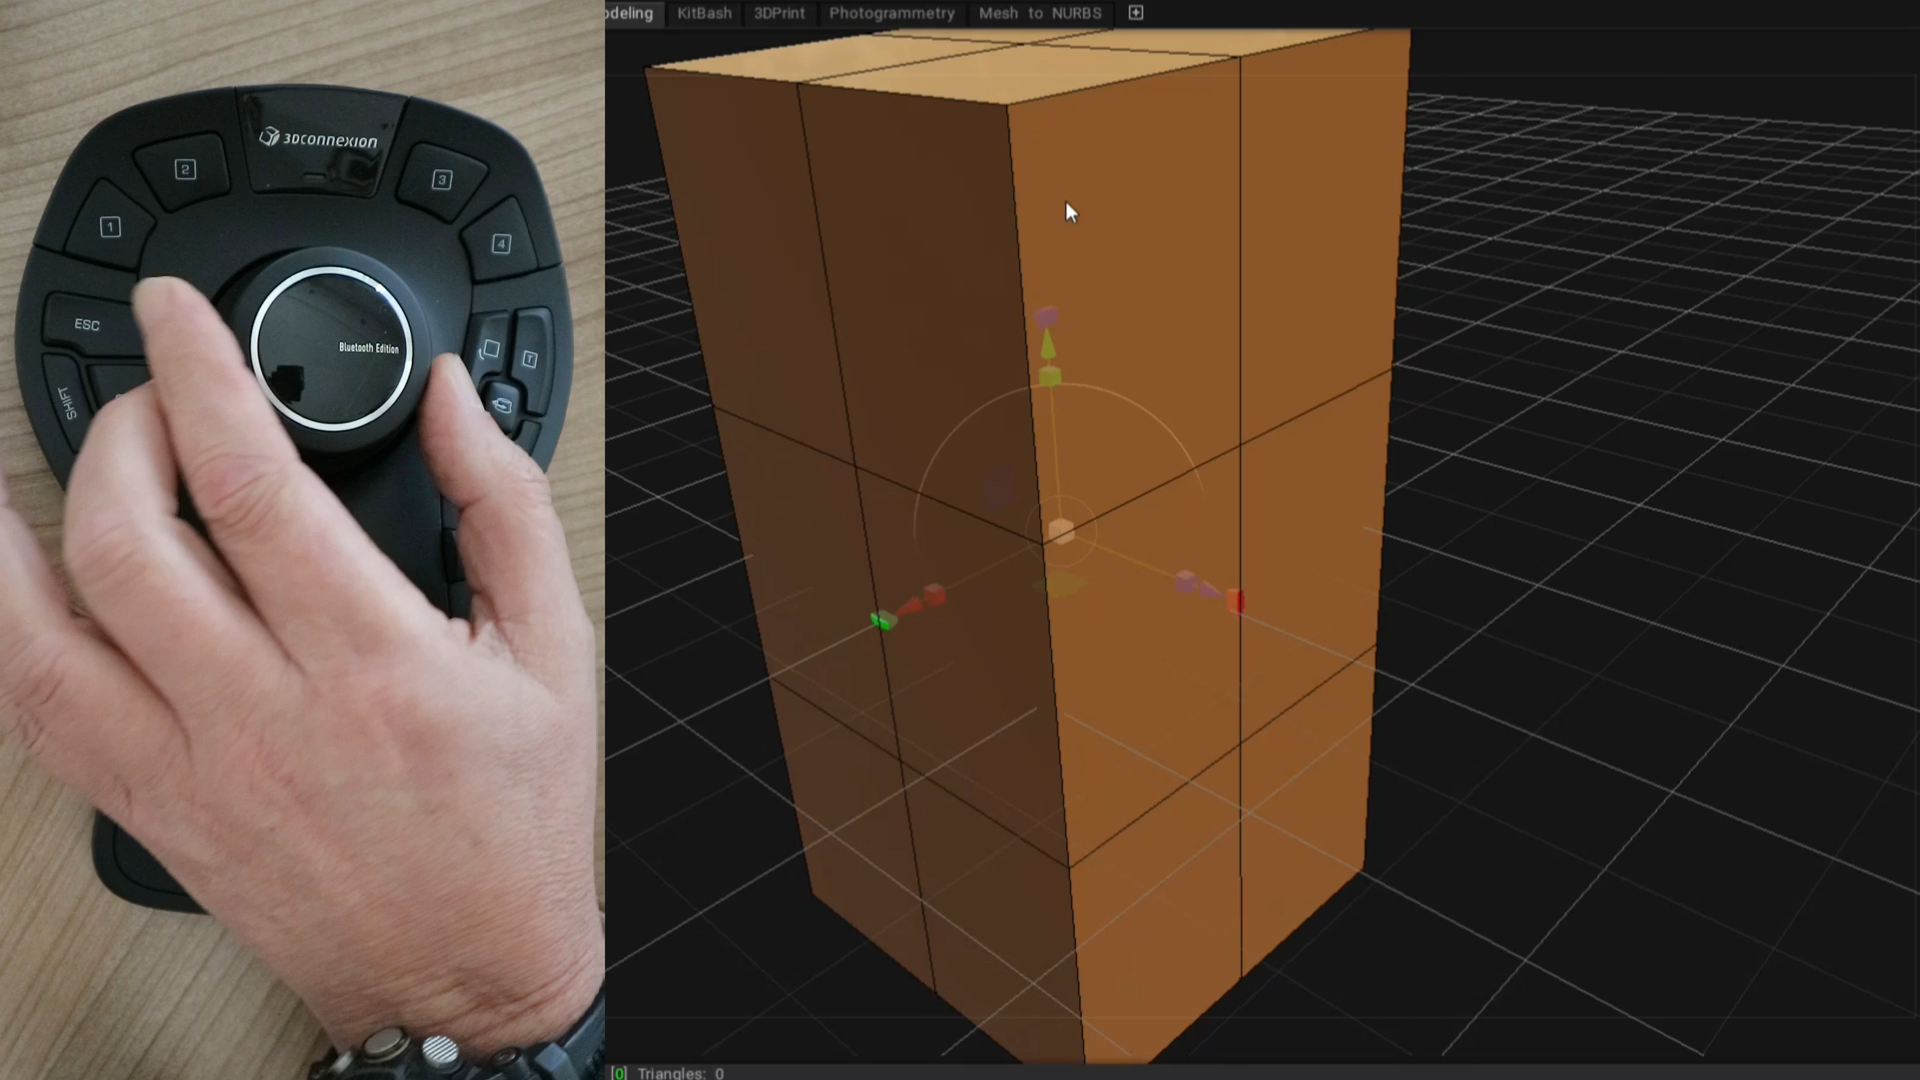 odeling KitBash 3DPrint Photogrammetry Mesh to NURBS
3Dconnexion
2
3
1
4
ESC
T
SHIFT
Bluetooth Edition
[0] Triangles: 0